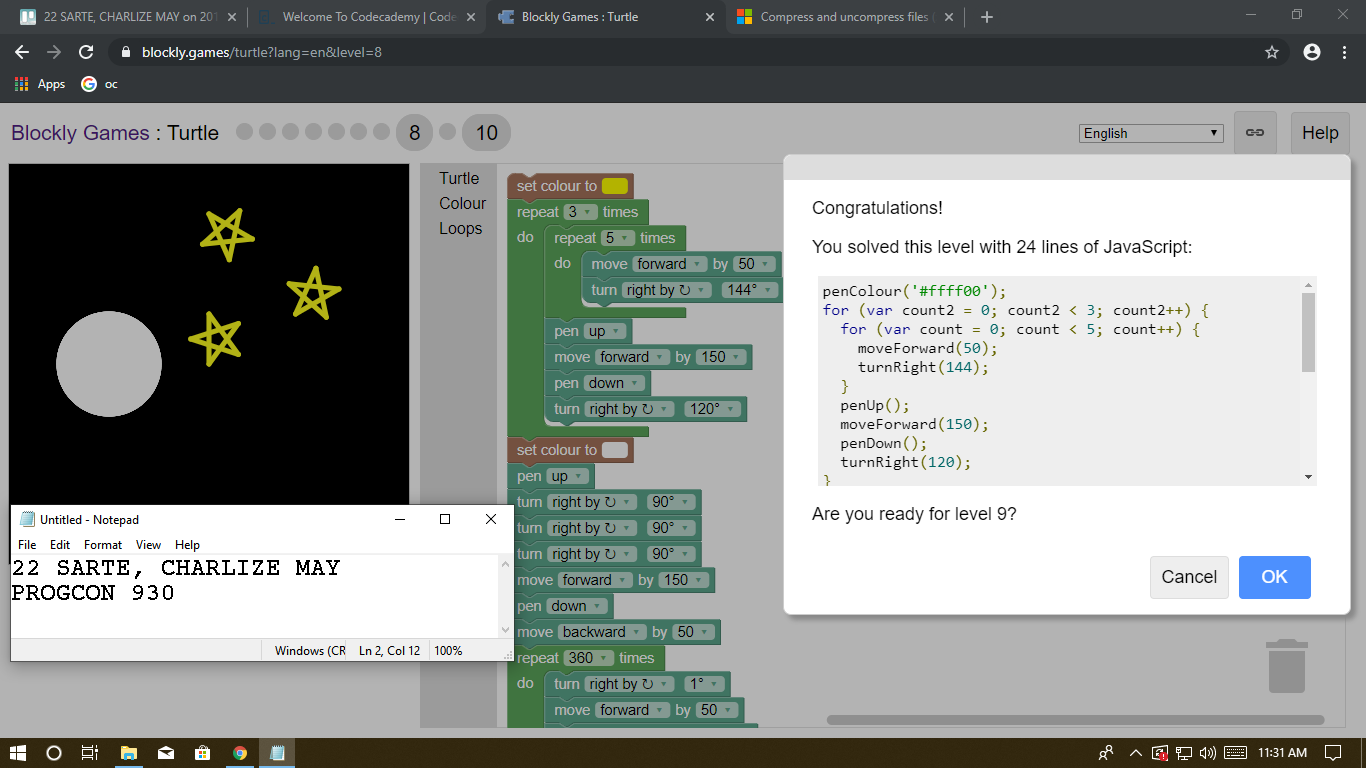 22 SARTE, CHARLIZE MAY on 201
Welcome To Codecademy | Code
Blockly Games : Turtle
Compress and uncompress files (
blockly.games/turtle?lang=en&level=8
Apps
oc
Blockly Games : Turtle
8
10
English
Help
Turtle
Colour
Loops
set colour to
repeat 3 times
do
repeat 5 times
do
move forward by 50
turn right by ↻ 144°
pen up
move forward by 150
pen down
turn right by ↻ 120°
set colour to
pen up
turn right by ↻ 90°
turn right by ↻ 90°
turn right by ↻ 90°
move forward by 150
pen down
move backward by 50
repeat 360 times
do
turn right by ↻ 1°
move forward by 50
Congratulations!
You solved this level with 24 lines of JavaScript:
penColour('#ffff00');
for (var count2 = 0; count2 < 3; count2++) {
for (var count = 0; count < 5; count++) {
moveForward(50);
turnRight(144);
}
penUp();
moveForward(150);
penDown();
turnRight(120);
}
Are you ready for level 9?
Cancel
OK
Untitled - Notepad
File Edit Format View Help
22 SARTE, CHARLIZE MAY
PROGCON 930
Windows (CR
Ln 2, Col 12
100%
11:31 AM